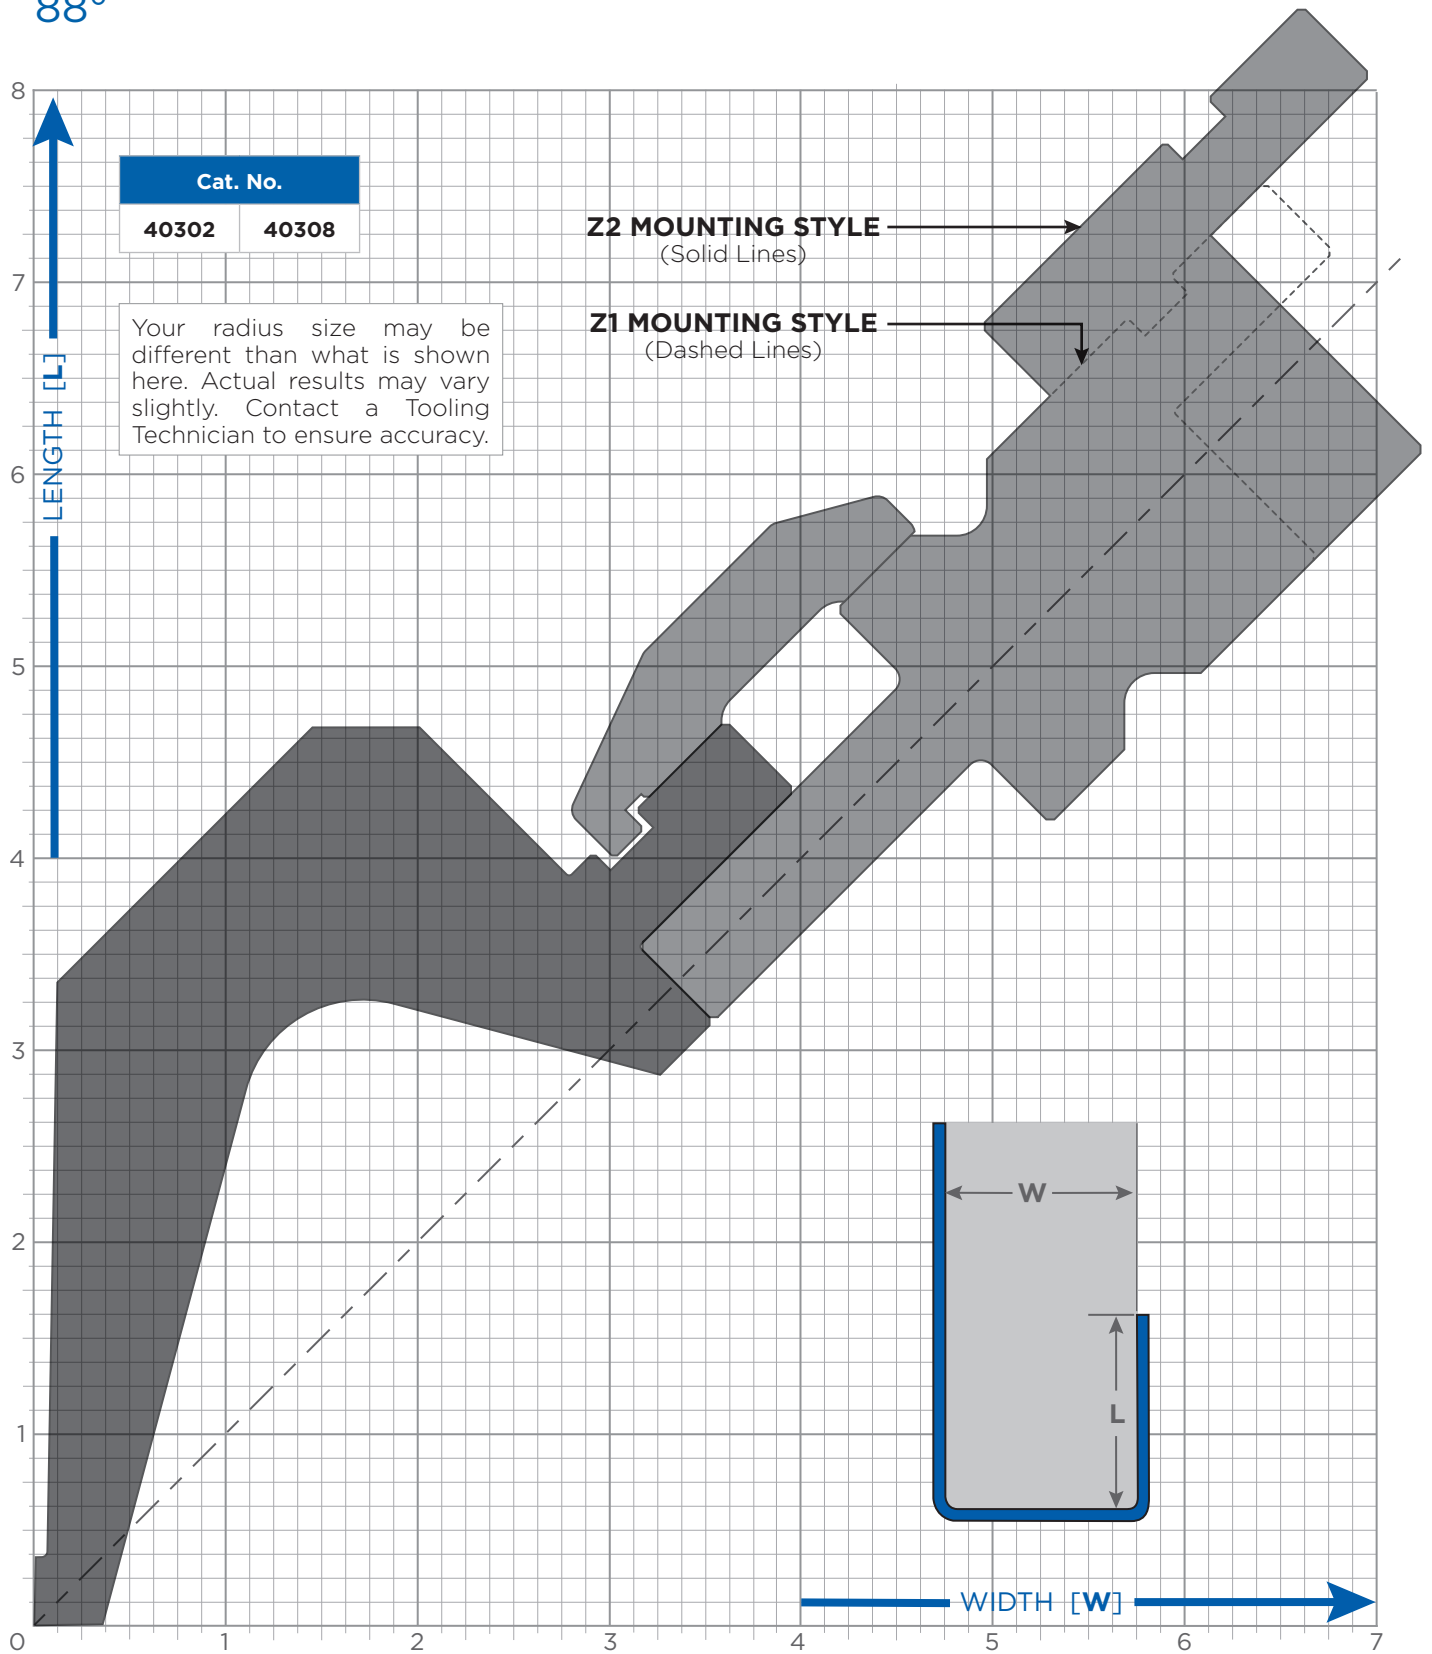 88°
8
Cat. No.
40302 40308
Z2 MOUNTING STYLE
(Solid Lines)
7
Z1 MOUNTING STYLE
(Dashed Lines)
Your radius size may be
different than what is shown
here. Actual results may vary
slightly. Contact a Tooling
Technician to ensure accuracy.
LENGTH [L]
6
5
4
3
2
1
W
L
WIDTH [W]
0 1 2 3 4 5 6 7